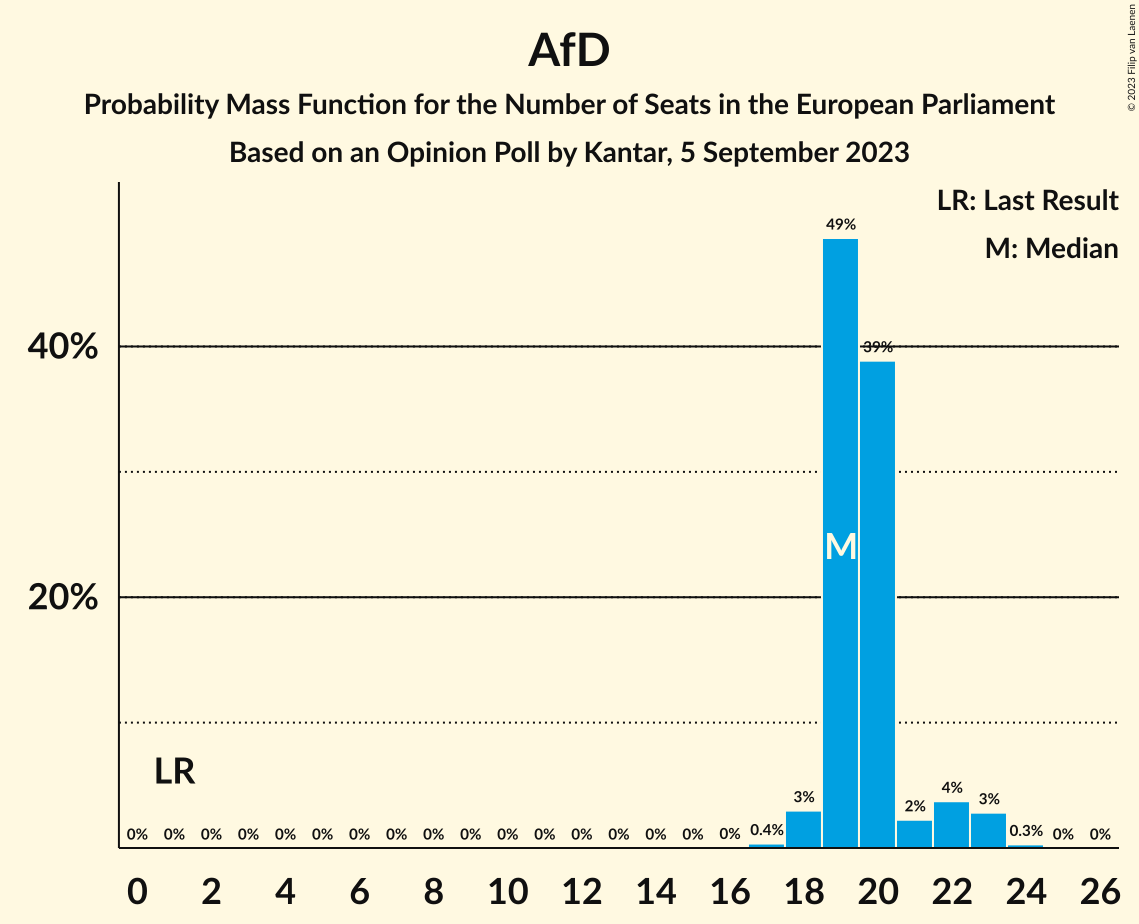 AfD
Probability Mass Function for the Number of Seats in the European Parliament
Based on an Opinion Poll by Kantar, 5 September 2023
© 2023 Filip van Laenen
LR: Last Result
M: Median
49%
40%
39%
M
20%
LR
0% 0% 0% 0% 0% 0% 0% 0% 0% 0% 0% 0% 0% 0% 0% 0% 0% 0.4% 3% 2% 4% 3% 0.3% 0% 0%
0 2 4 6 8 10 12 14 16 18 20 22 24 26